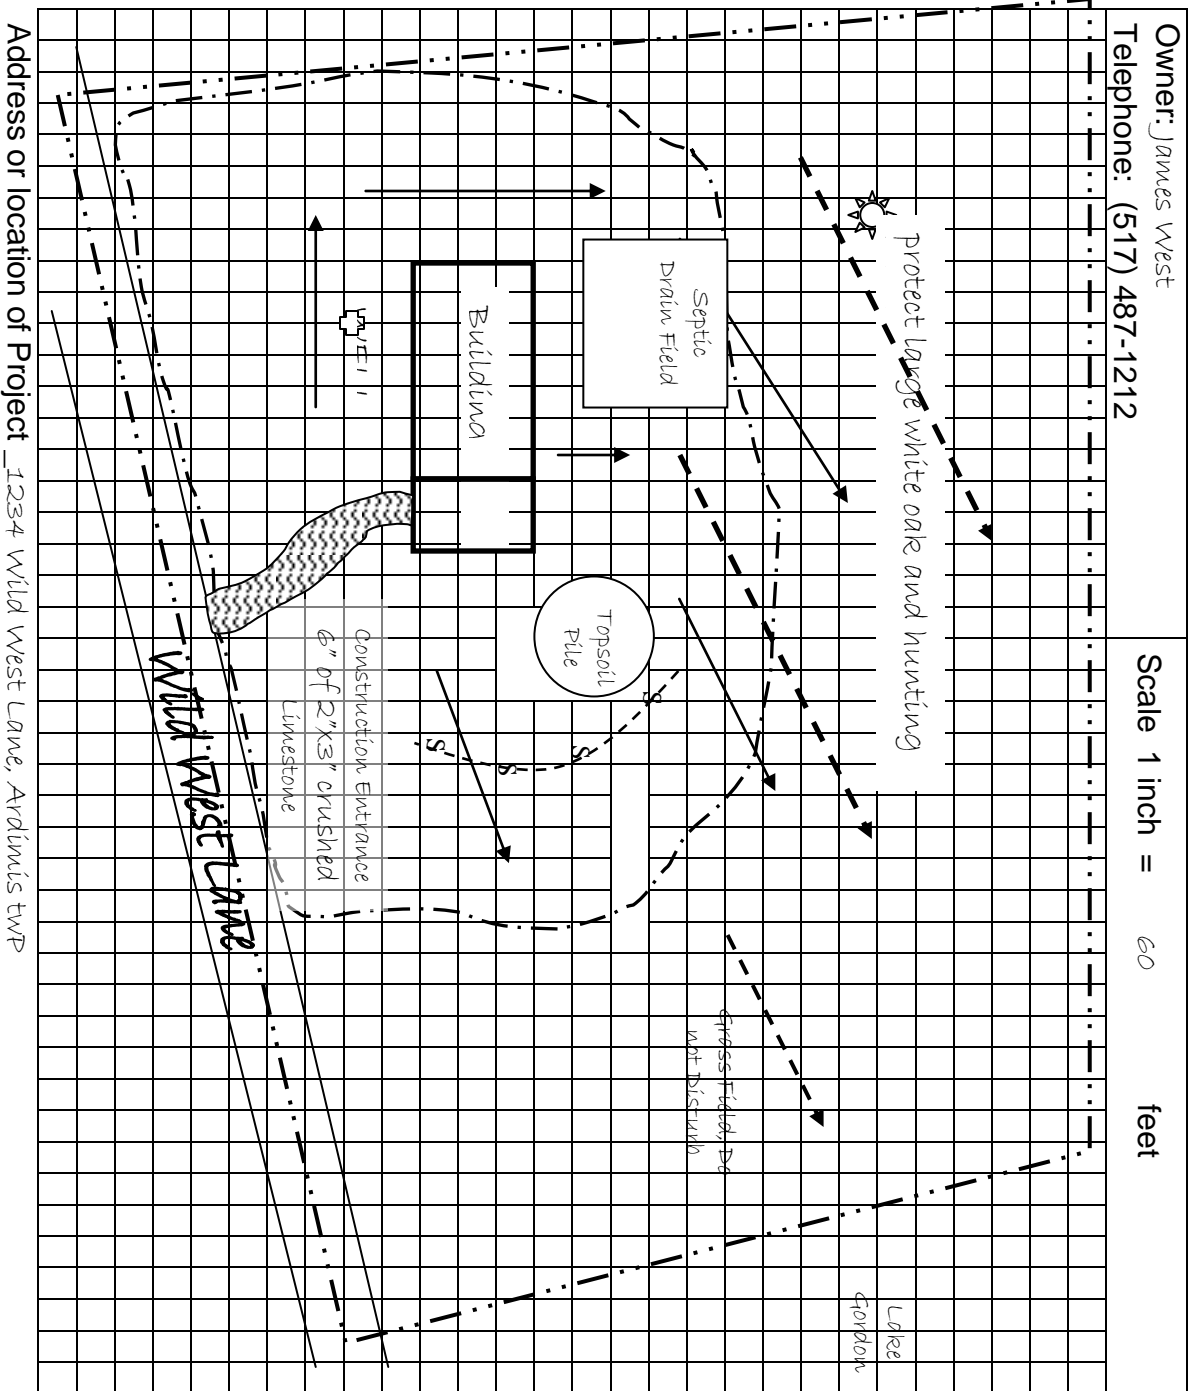 Owner: James West
Telephone: (517) 487-1212
Scale 1 inch = 60 feet
protect large white oak and hunting
Septic
Drain Field
Building
WELL
Topsoil
Pile
S
S
S
S
Construction Entrance
6" of 2"x3" crushed
Limestone
Grass Field, Do
not Disturb
Lake
Gordon
Wild West Lane
Address or location of Project _1234 Wild West Lane, Ardimis twP